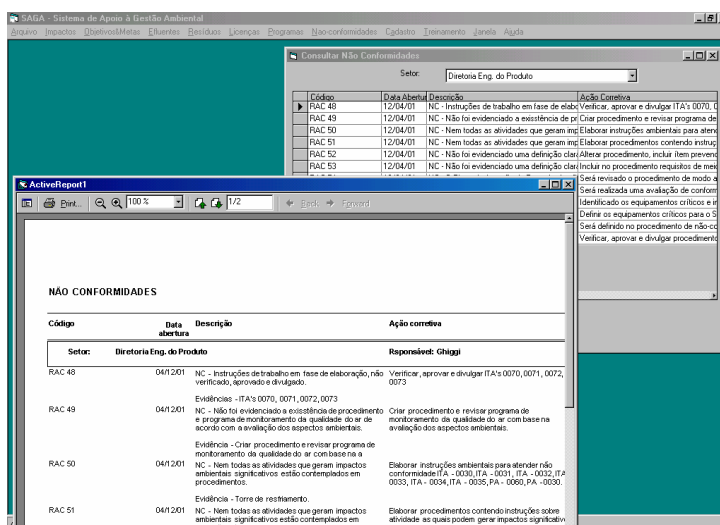 SAGA - Sistema de Apoio à Gestão Ambiental
Arquivo Impactos Objetivos&Metas Efluentes Resíduos Licenças Programas Nao-conformidades Cadastro Treinamento Janela Ajuda
Consultar Não Conformidades
Setor: Diretoria Eng. do Produto
Código Data Abertur Descrição Ação Corretiva
RAC 48 12/04/01 NC - Instruções de trabalho em fase de elabo Verificar, aprovar e divulgar ITA's 0070, 0
RAC 49 12/04/01 NC - Não foi evidenciado a exisstência de pr Criar procedimento e revisar programa de
RAC 50 12/04/01 NC - Nem todas as atividades que geram imp Elaborar instruções ambientais para aten
RAC 51 12/04/01 NC - Nem todas as atividades que geram imp Elaborar procedimentos contendo instruç
RAC 52 12/04/01 NC - Não foi evidenciado uma definição clar Alterar procedimento, incluir ítem prevenc
RAC 53 12/04/01 NC - Não foi evidenciado uma definição clar Incluir no procedimento requisitos de mei
Será revisado o procedimento de modo a
Será realizada uma avaliação de conform
Identificado os equipamentos críticos e ir
Definir os equipamentos críticos para o S
Será definido no procedimento de não-co
Verificar, aprovar e divulgar procediment
ActiveReport1
Print... 100 % 1/2 Back Forward
NÃO CONFORMIDADES
Código Data abertura Descrição Ação corretiva
Setor: Diretoria Eng. do Produto Rsponsável: Ghiggi
RAC 48 04/12/01 NC - Instruções de trabalho em fase de elaboração, não Verificar, aprovar e divulgar ITA's 0070, 0071, 0072,
verificado, aprovado e divulgado. 0073
Evidências - ITA's 0070, 0071, 0072, 0073
RAC 49 04/12/01 NC - Não foi evidenciado a exisstência de procedimento Criar procedimento e revisar programa de
e programa de monitoramento da qualidade do ar de monitoramento da qualidade do ar com base na
acordo com a avaliação dos aspectos ambientais. avaliação dos aspectos ambientais.
Evidência - Criar procedimento e revisar programa de
monitoramento da qualidade do ar com base na a
RAC 50 04/12/01 NC - Nem todas as atividades que geram impactos Elaborar instruções ambientais para atender não
ambientais significativos estão contemplados em conformidade ITA - 0030, ITA - 0031, ITA - 0032, ITA
procedimentos. 0033, ITA - 0034, ITA - 0035, PA - 0060, PA - 0030.
Evidência - Torre de resfriamento.
RAC 51 04/12/01 NC - Nem todas as atividades que geram impactos Elaborar procedimentos contendo instruções sobre
ambientais significativos estão contemplados em atividade as quais podem gerar impactos significativ